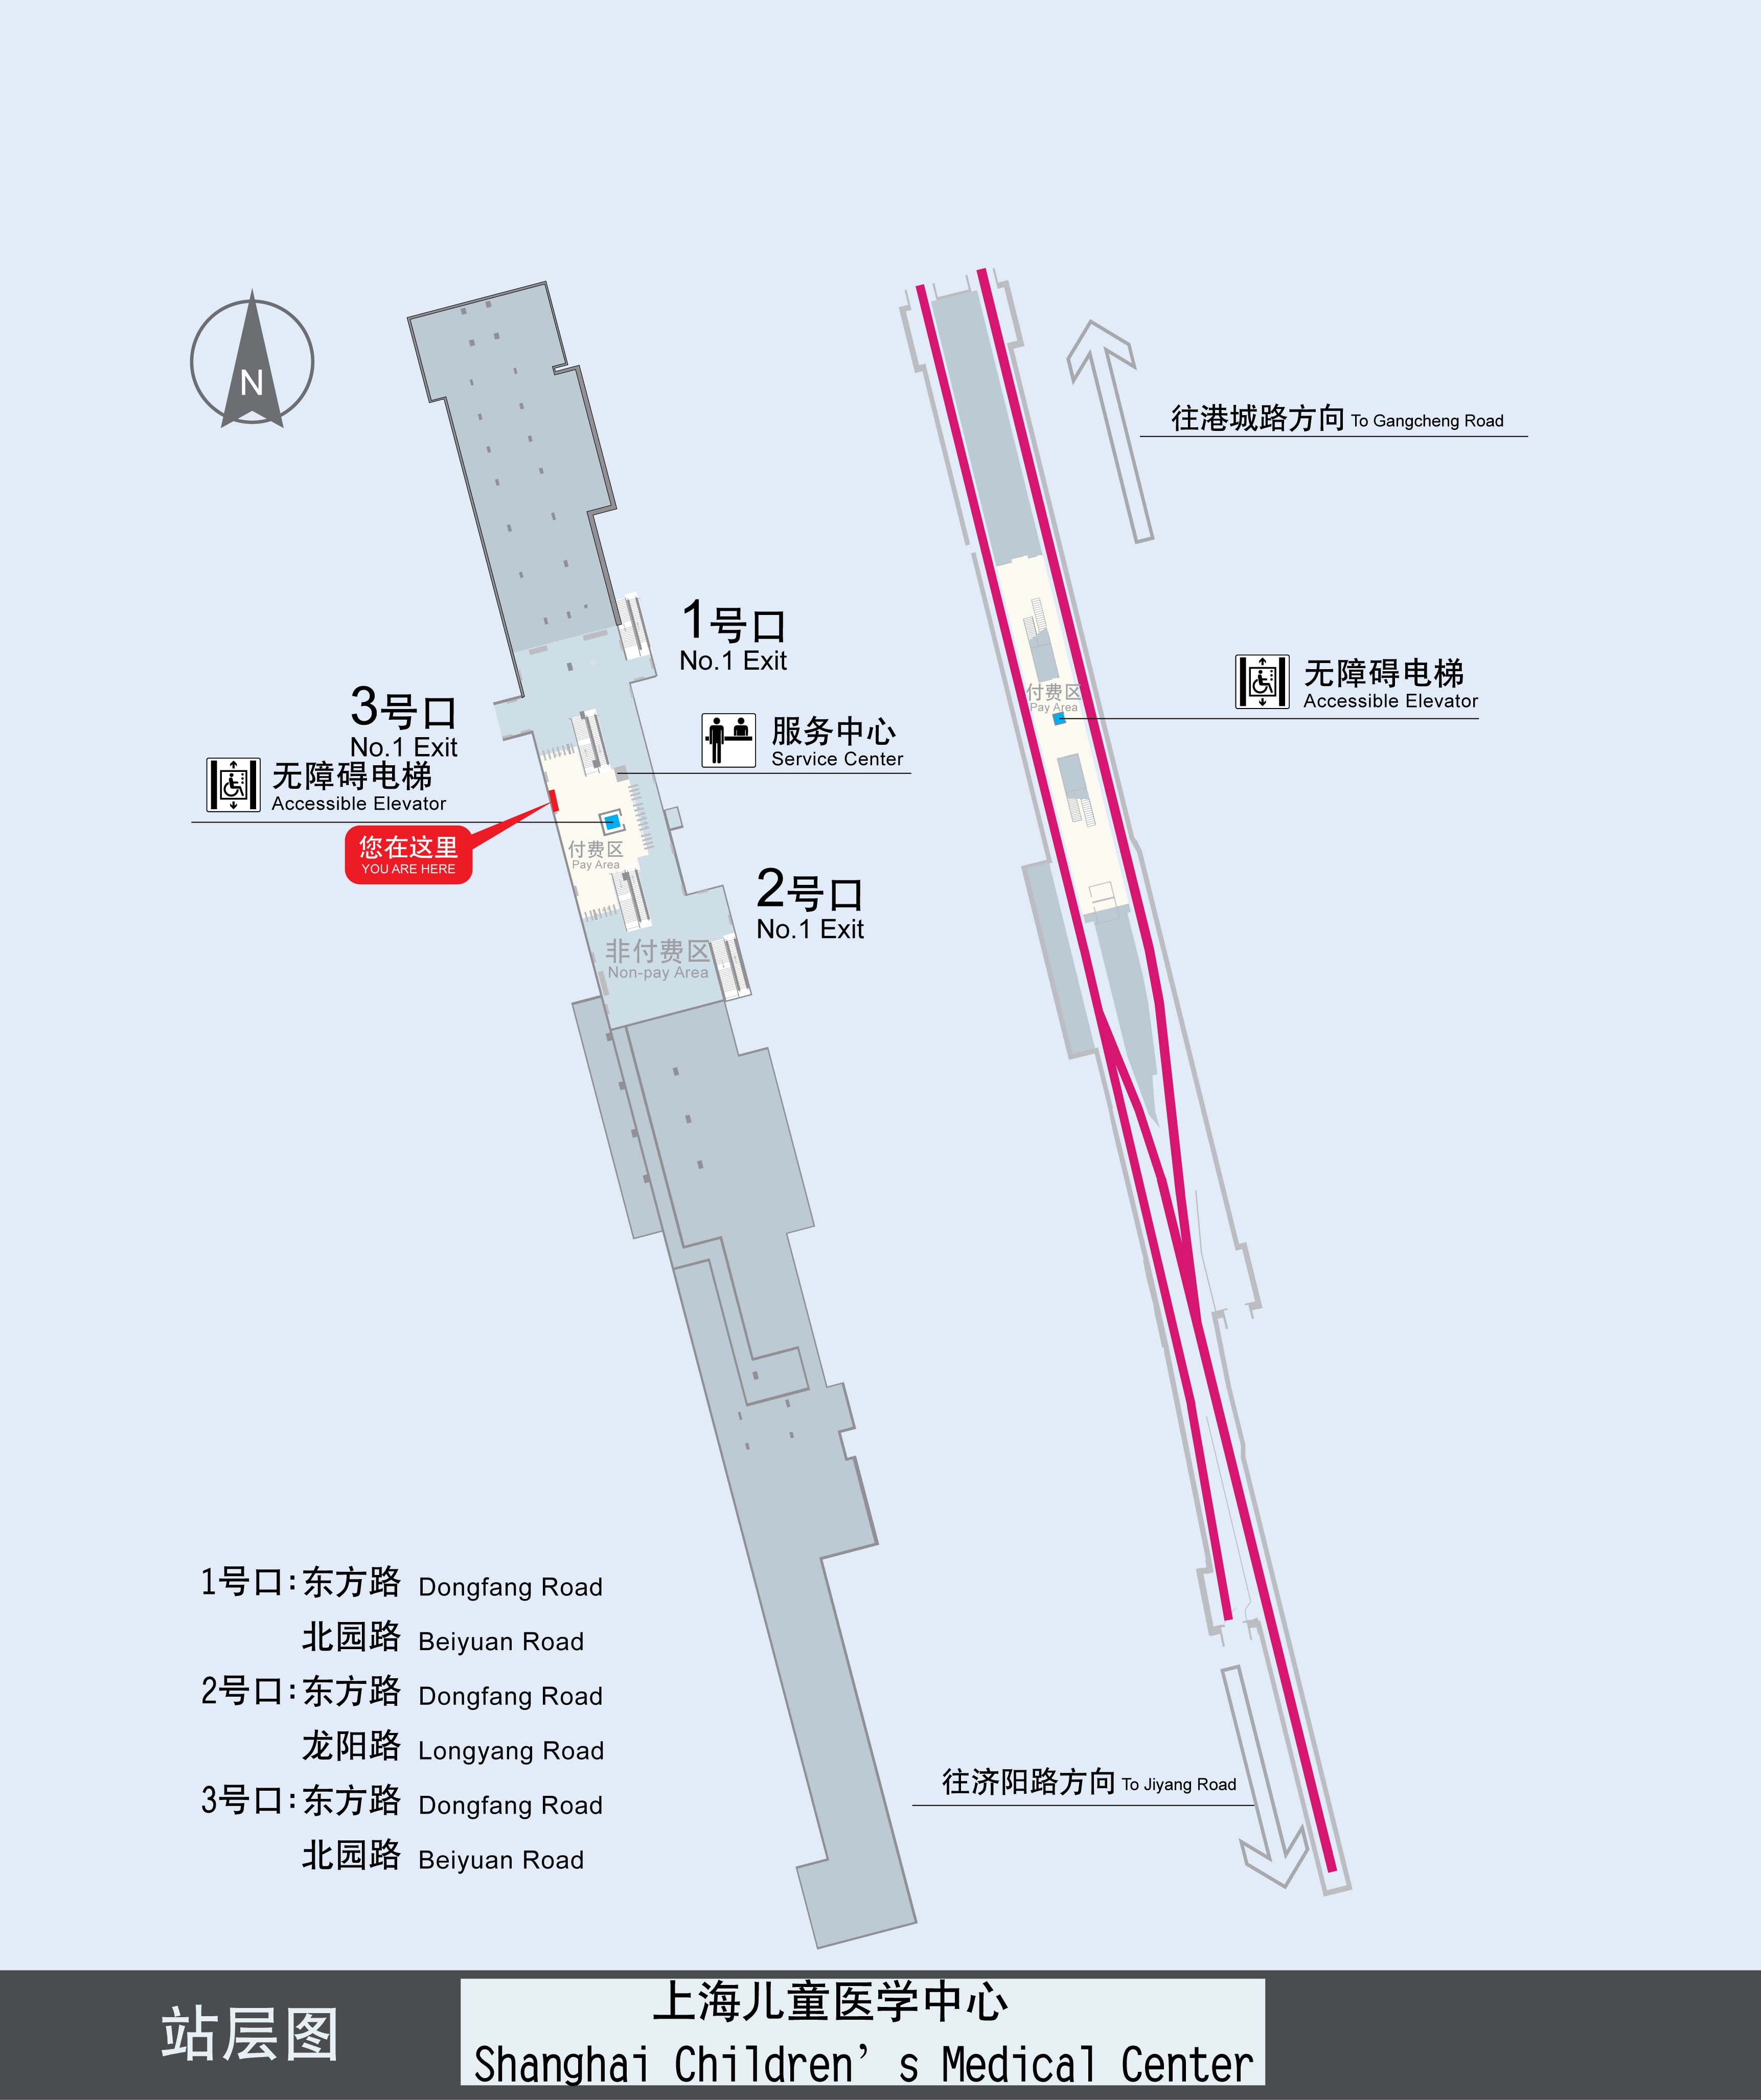 N
往港城路方向 To Gangcheng Road
1号口
No.1 Exit
3号口
No.1 Exit
无障碍电梯
Accessible Elevator
服务中心
Service Center
无障碍电梯
Accessible Elevator
付费区
Pay Area
您在这里
YOU ARE HERE
付费区
Pay Area
2号口
No.1 Exit
非付费区
Non-pay Area
1号口:东方路 Dongfang Road
北园路 Beiyuan Road
2号口:东方路 Dongfang Road
龙阳路 Longyang Road
3号口:东方路 Dongfang Road
北园路 Beiyuan Road
往济阳路方向 To Jiyang Road
站层图
上海儿童医学中心
Shanghai Children’s Medical Center